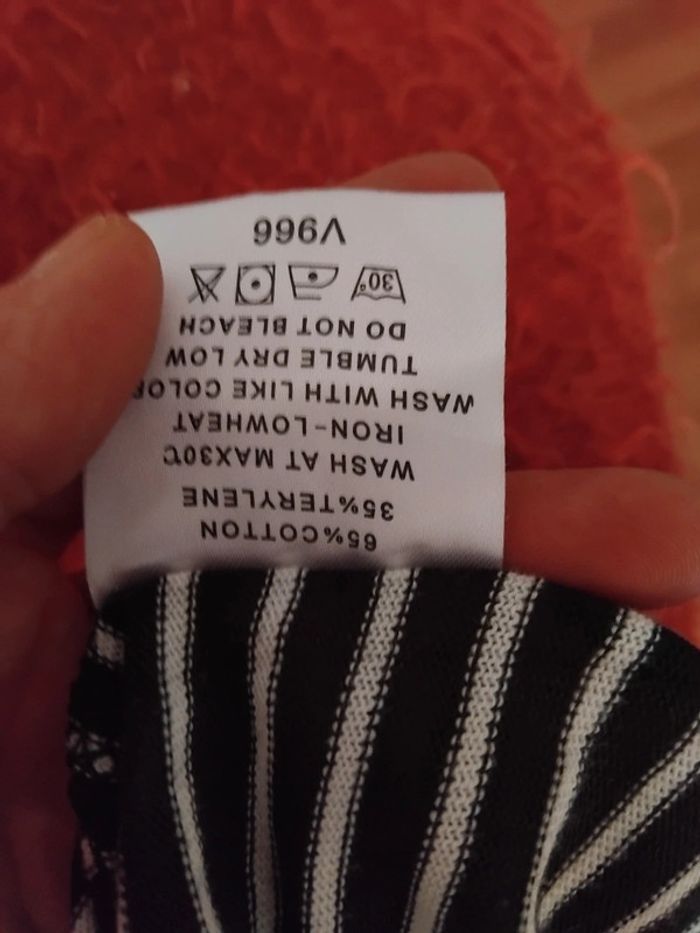 65%COTTON
35%TERYLENE
WASH AT MAX30℃
IRON-LOWHEAT
WASH WITH LIKE COLOR
TUMBLE DRY LOW
DO NOT BLEACH
30°
V966